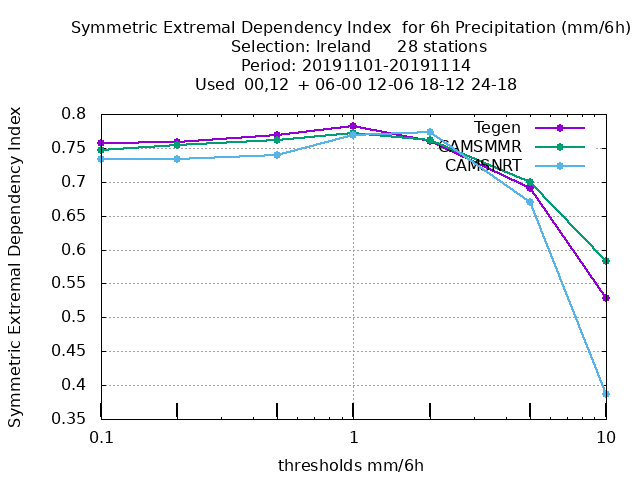 Symmetric Extremal Dependency Index  for 6h Precipitation (mm/6h)
Selection: Ireland     28 stations
Period: 20191101-20191114
Used  00,12  + 06-00 12-06 18-12 24-18
Symmetric Extremal Dependency Index
0.8
0.75
0.7
0.65
0.6
0.55
0.5
0.45
0.4
0.35
Tegen
CAMSMMR
CAMSNRT
0.1
1
10
thresholds mm/6h